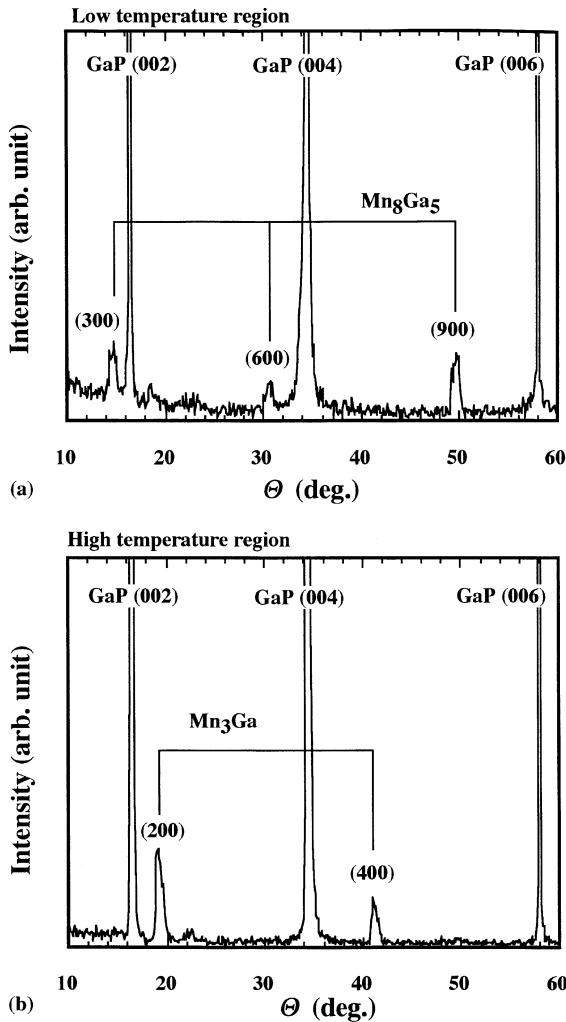 Low temperature region
GaP (002) GaP (004) GaP (006)
Mn8Ga5
(300) (600) (900)
Intensity (arb. unit)
10 20 30 40 50 60
(a) Θ (deg.)
High temperature region
GaP (002) GaP (004) GaP (006)
Mn3Ga
(200) (400)
Intensity (arb. unit)
10 20 30 40 50 60
(b) Θ (deg.)